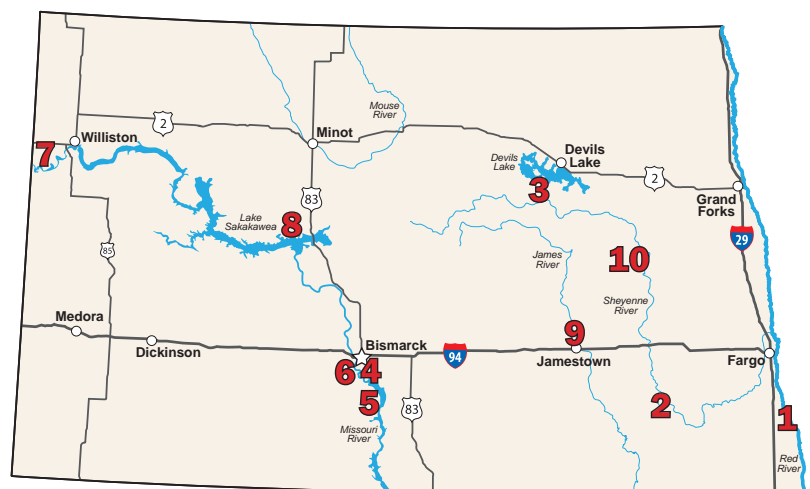 Mouse
River
2
Minot
Williston
7
Devils
Lake
Devils
Lake
2
3
Grand
Forks
83
8
Lake
Sakakawea
29
85
James
River
10
Sheyenne
River
Medora
9
Bismarck
94
Dickinson
Jamestown
Fargo
6
4
5
83
2
1
Missouri
River
Red
River